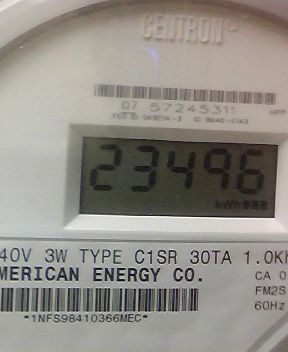 CENTRON®
07 57245311
23496
kWh
40V 3W TYPE C1SR 30TA 1.0K
MERICAN ENERGY CO.
CA 0
FM2S
60Hz
*1NFS98410366MEC*